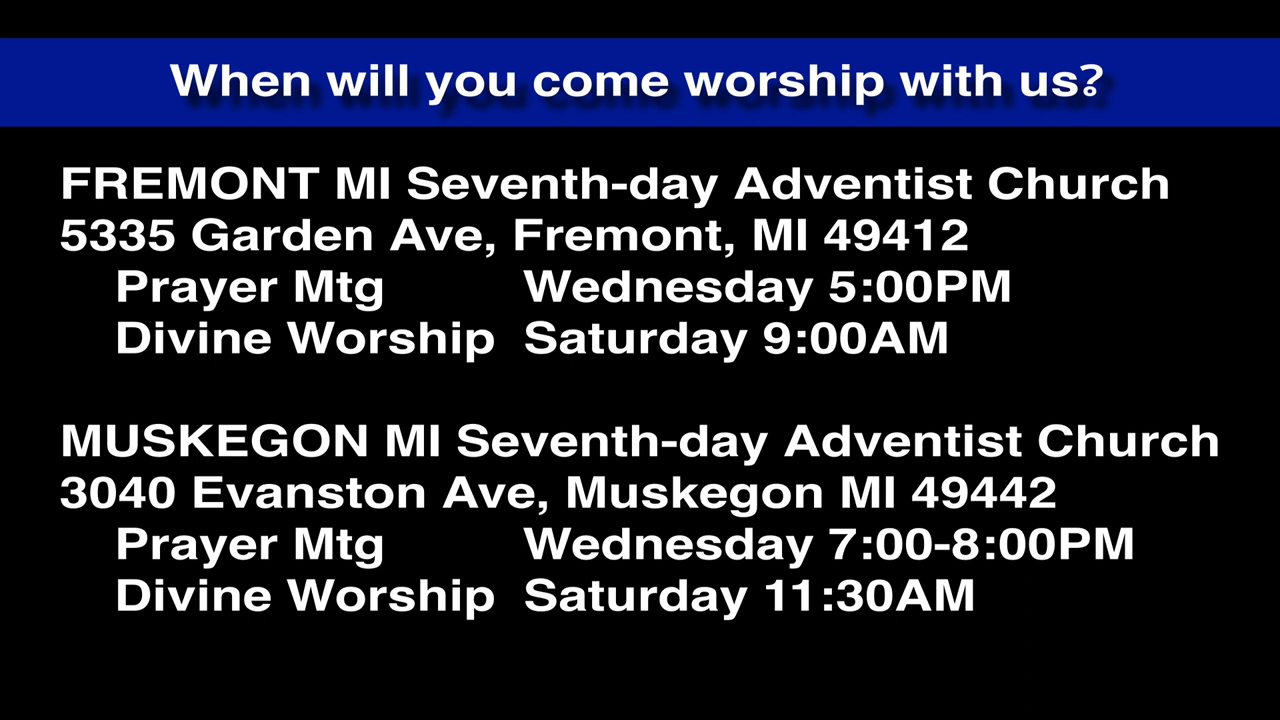 When will you come worship with us?
FREMONT MI Seventh-day Adventist Church
5335 Garden Ave, Fremont, MI 49412
Prayer Mtg Wednesday 5:00PM
Divine Worship Saturday 9:00AM
MUSKEGON MI Seventh-day Adventist Church
3040 Evanston Ave, Muskegon MI 49442
Prayer Mtg Wednesday 7:00-8:00PM
Divine Worship Saturday 11:30AM